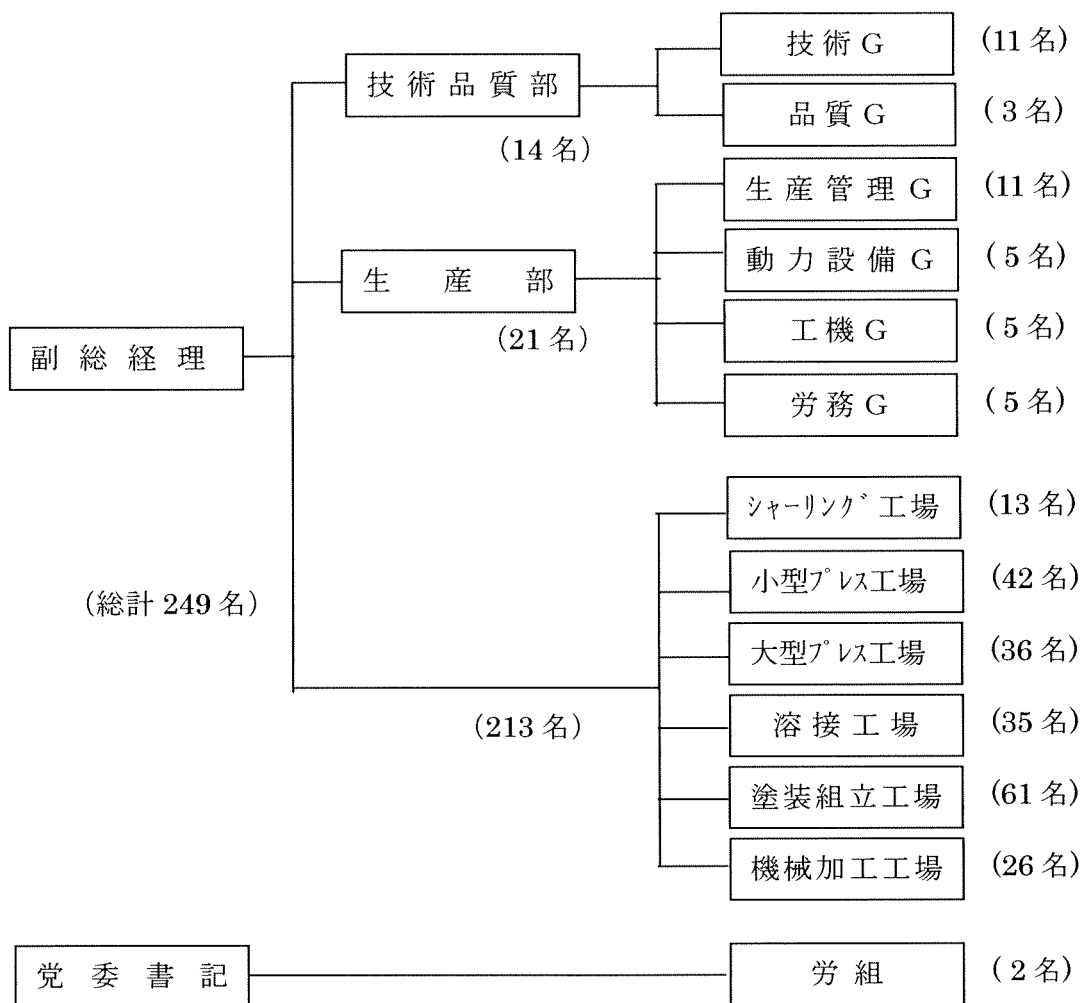 技術G (11名)
技術品質部
品質G (3名)
(14名)
生産管理G (11名)
動力設備G (5名)
生産部
(21名)
工機G (5名)
副総経理
労務G (5名)
シャーリング工場 (13名)
小型プレス工場 (42名)
(総計249名)
大型プレス工場 (36名)
(213名)
溶接工場 (35名)
塗装組立工場 (61名)
機械加工工場 (26名)
党委書記
労組 (2名)